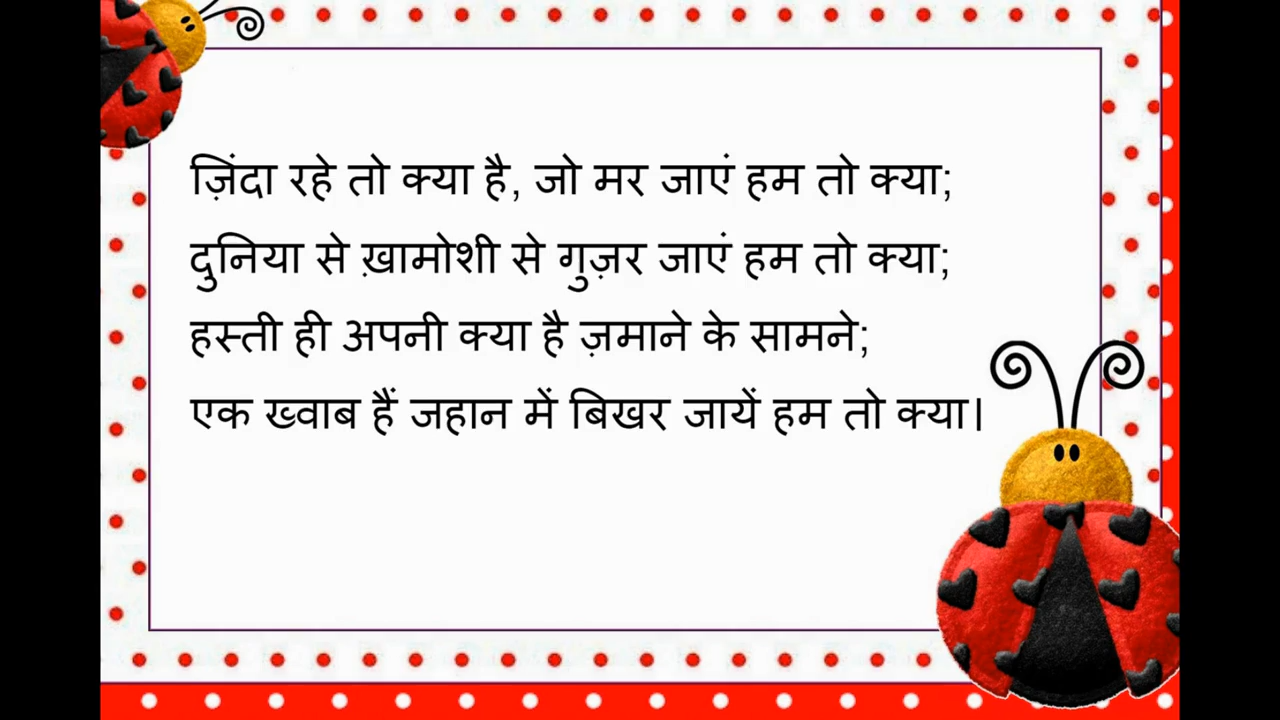 ज़िंदा रहे तो क्या है, जो मर जाएं हम तो क्या;
दुनिया से ख़ामोशी से गुज़र जाएं हम तो क्या;
हस्ती ही अपनी क्या है ज़माने के सामने;
एक ख्वाब हैं जहान में बिखर जायें हम तो क्या।